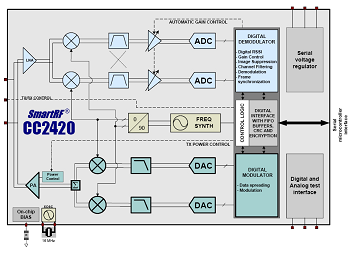 AUTOMATIC GAIN CONTROL
LNA
ADC
ADC
DIGITAL
DEMODULATOR
- Digital RSSI
- Gain Control
- Image Suppression
- Channel Filtering
- Demodulation
- Frame
synchronization
Serial
voltage
regulator
TX/RX CONTROL
SmartRF ®
CC2420
0
90
FREQ
SYNTH
CONTROL LOGIC
DIGITAL
INTERFACE
WITH FIFO
BUFFERS,
CRC AND
ENCRYPTION
Serial
microcontroller
interface
TX POWER CONTROL
Power
Control
PA
Σ
DAC
DAC
DIGITAL
MODULATOR
- Data spreading
- Modulation
Digital and
Analog test
interface
On-chip
BIAS
XOSC
R
16 MHz